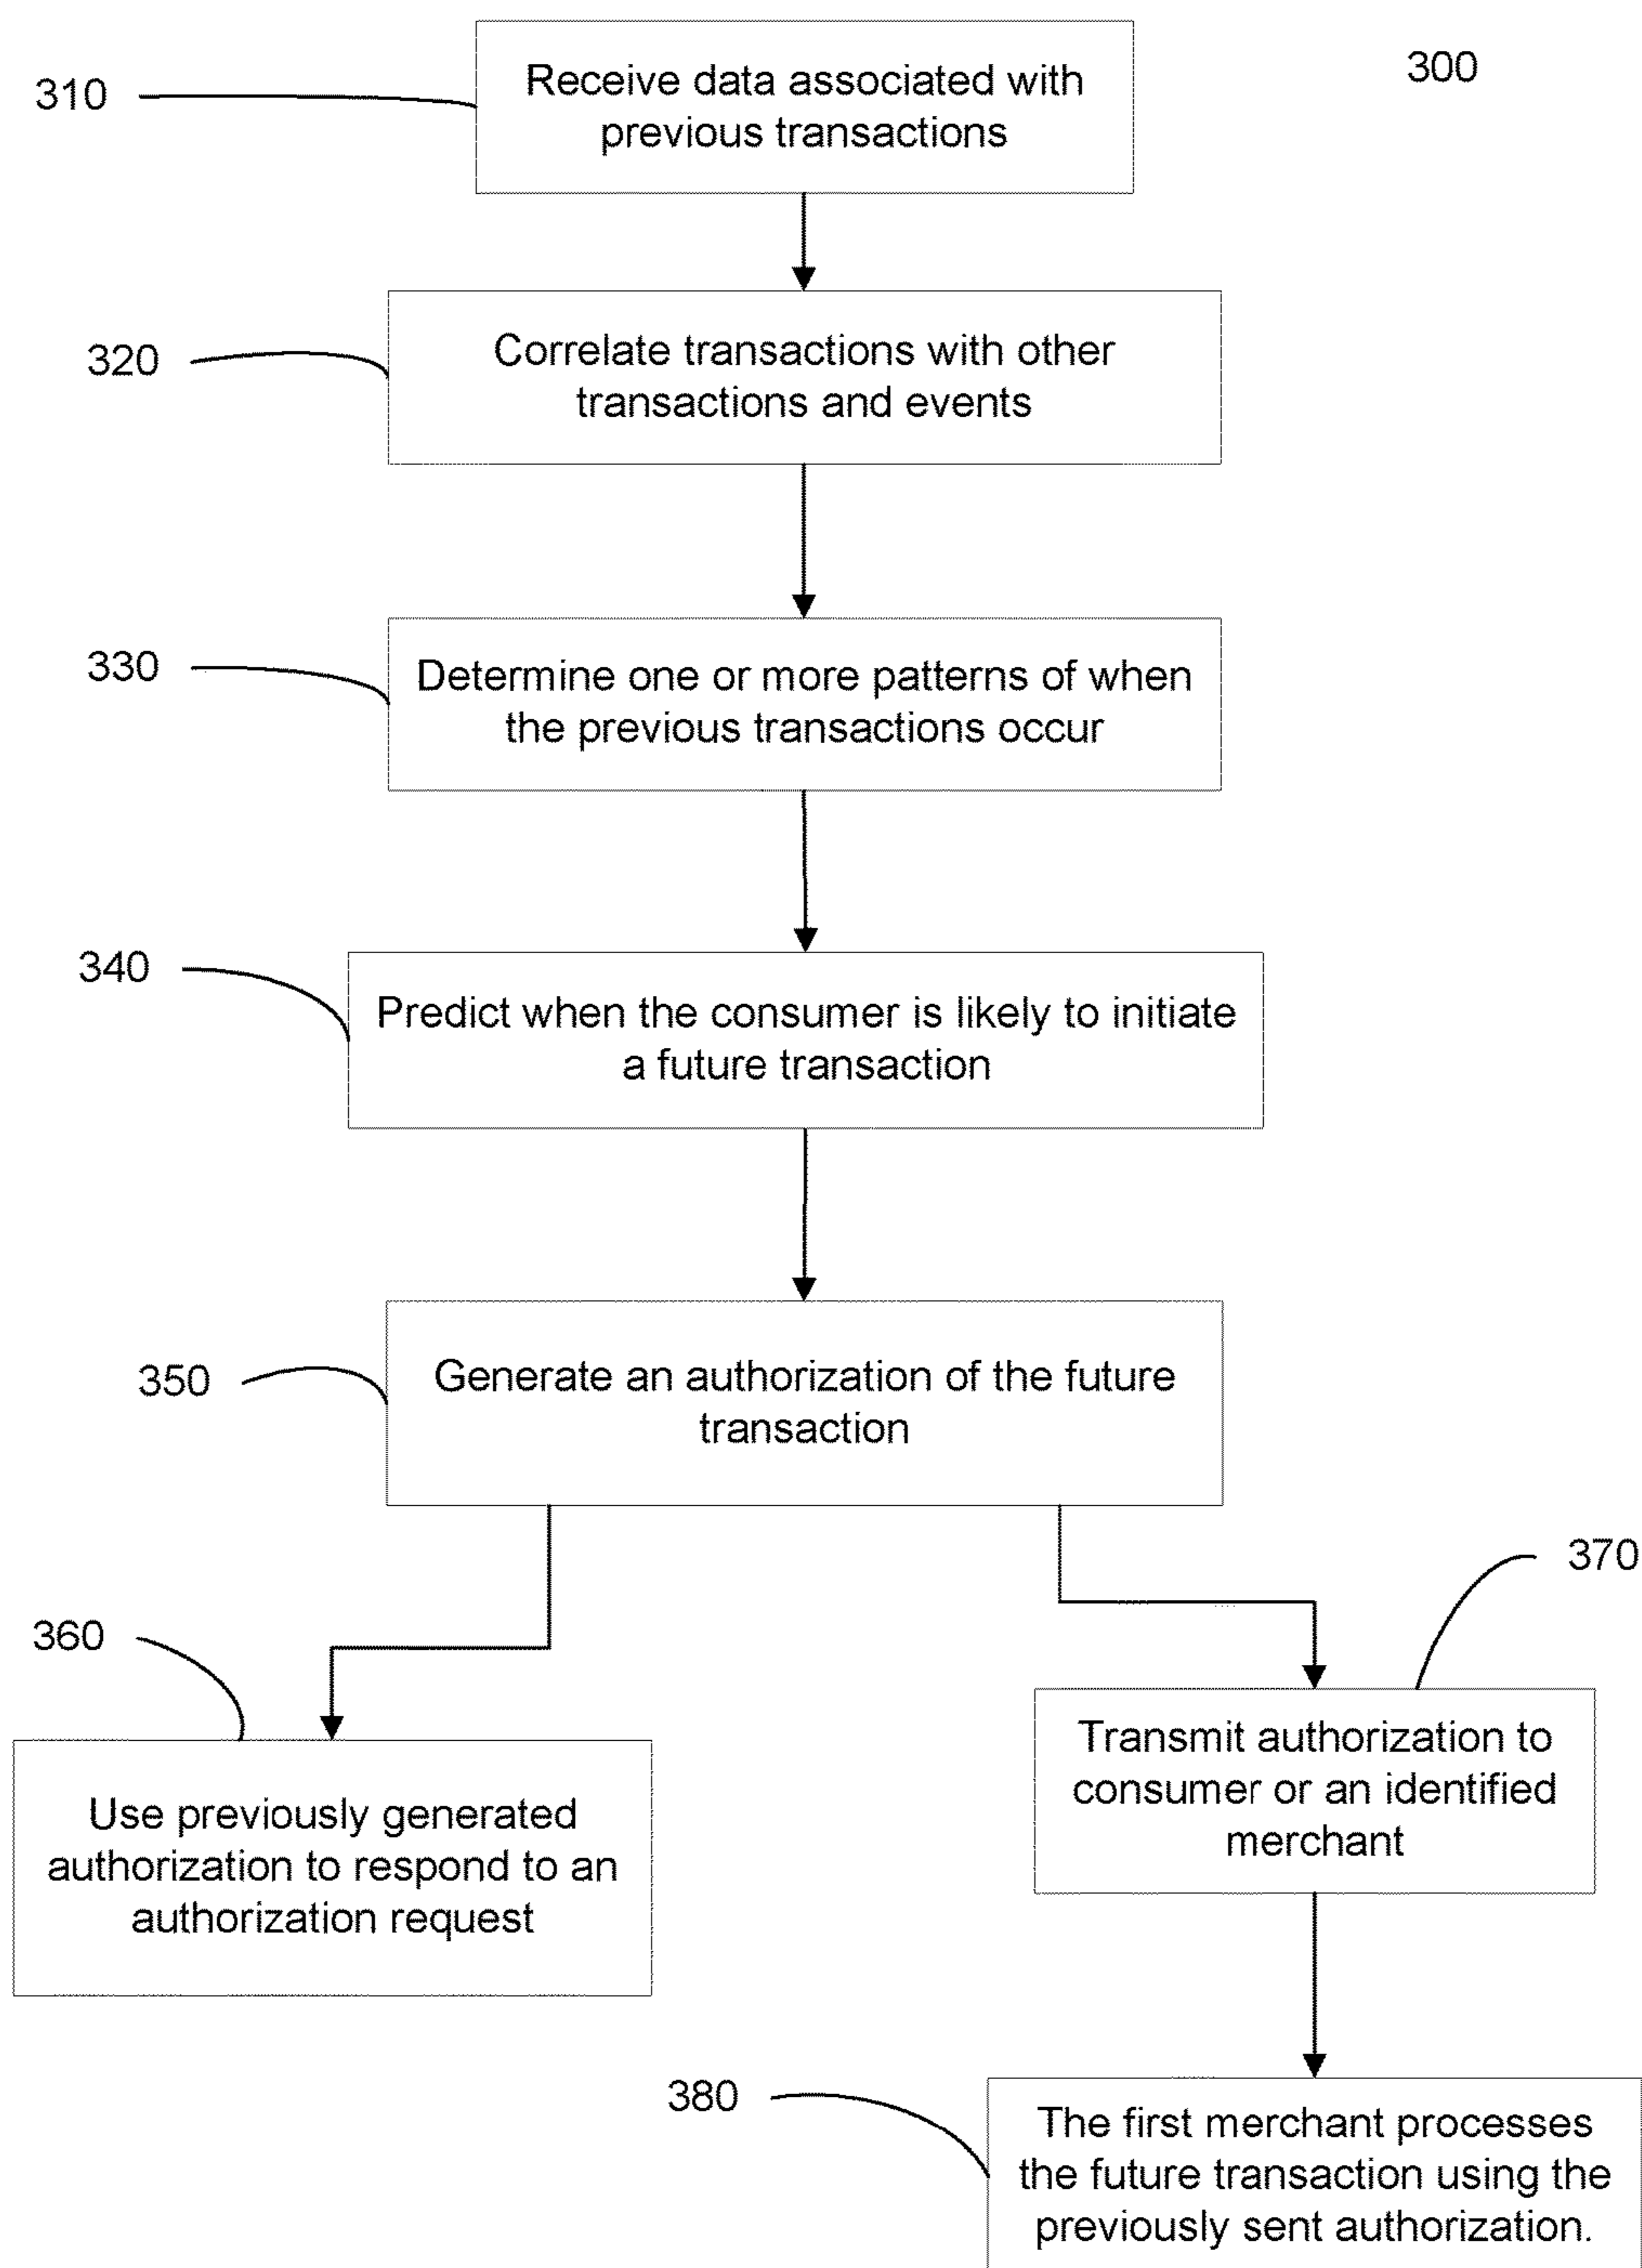 300
310
Receive data associated with
previous transactions
320
Correlate transactions with other
transactions and events
330
Determine one or more patterns of when
the previous transactions occur
340
Predict when the consumer is likely to initiate
a future transaction
350
Generate an authorization of the future
transaction
360
Use previously generated
authorization to respond to an
authorization request
370
Transmit authorization to
consumer or an identified
merchant
380
The first merchant processes
the future transaction using the
previously sent authorization.